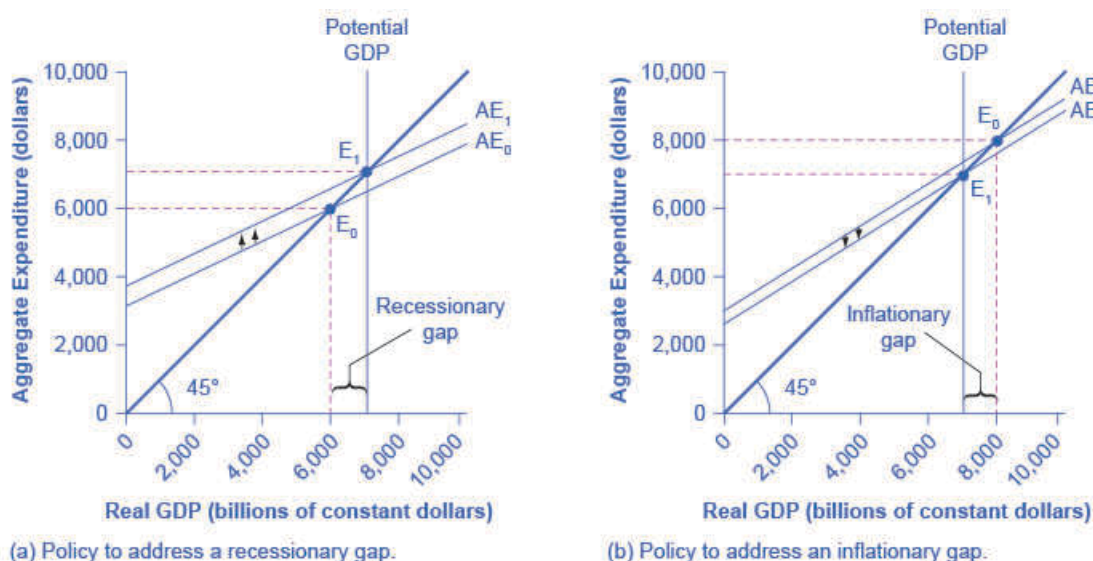 Potential
GDP
10,000
8,000
6,000
4,000
2,000
0
Aggregate Expenditure (dollars)
AE1
AE0
E1
E0
Recessionary
gap
45°
0
2,000
4,000
6,000
8,000
10,000
Real GDP (billions of constant dollars)
(a) Policy to address a recessionary gap.
Potential
GDP
10,000
8,000
6,000
4,000
2,000
0
Aggregate Expenditure (dollars)
AE
AE
E0
E1
Inflationary
gap
45°
0
2,000
4,000
6,000
8,000
10,000
Real GDP (billions of constant dollars)
(b) Policy to address an inflationary gap.